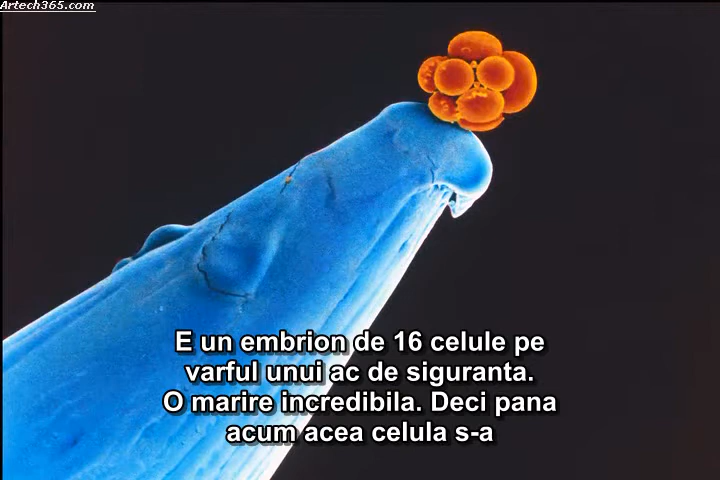 Artech365.com
E un embrion de 16 celule pe
varful unui ac de siguranta.
O marire incredibila. Deci pana
acum acea celula s-a